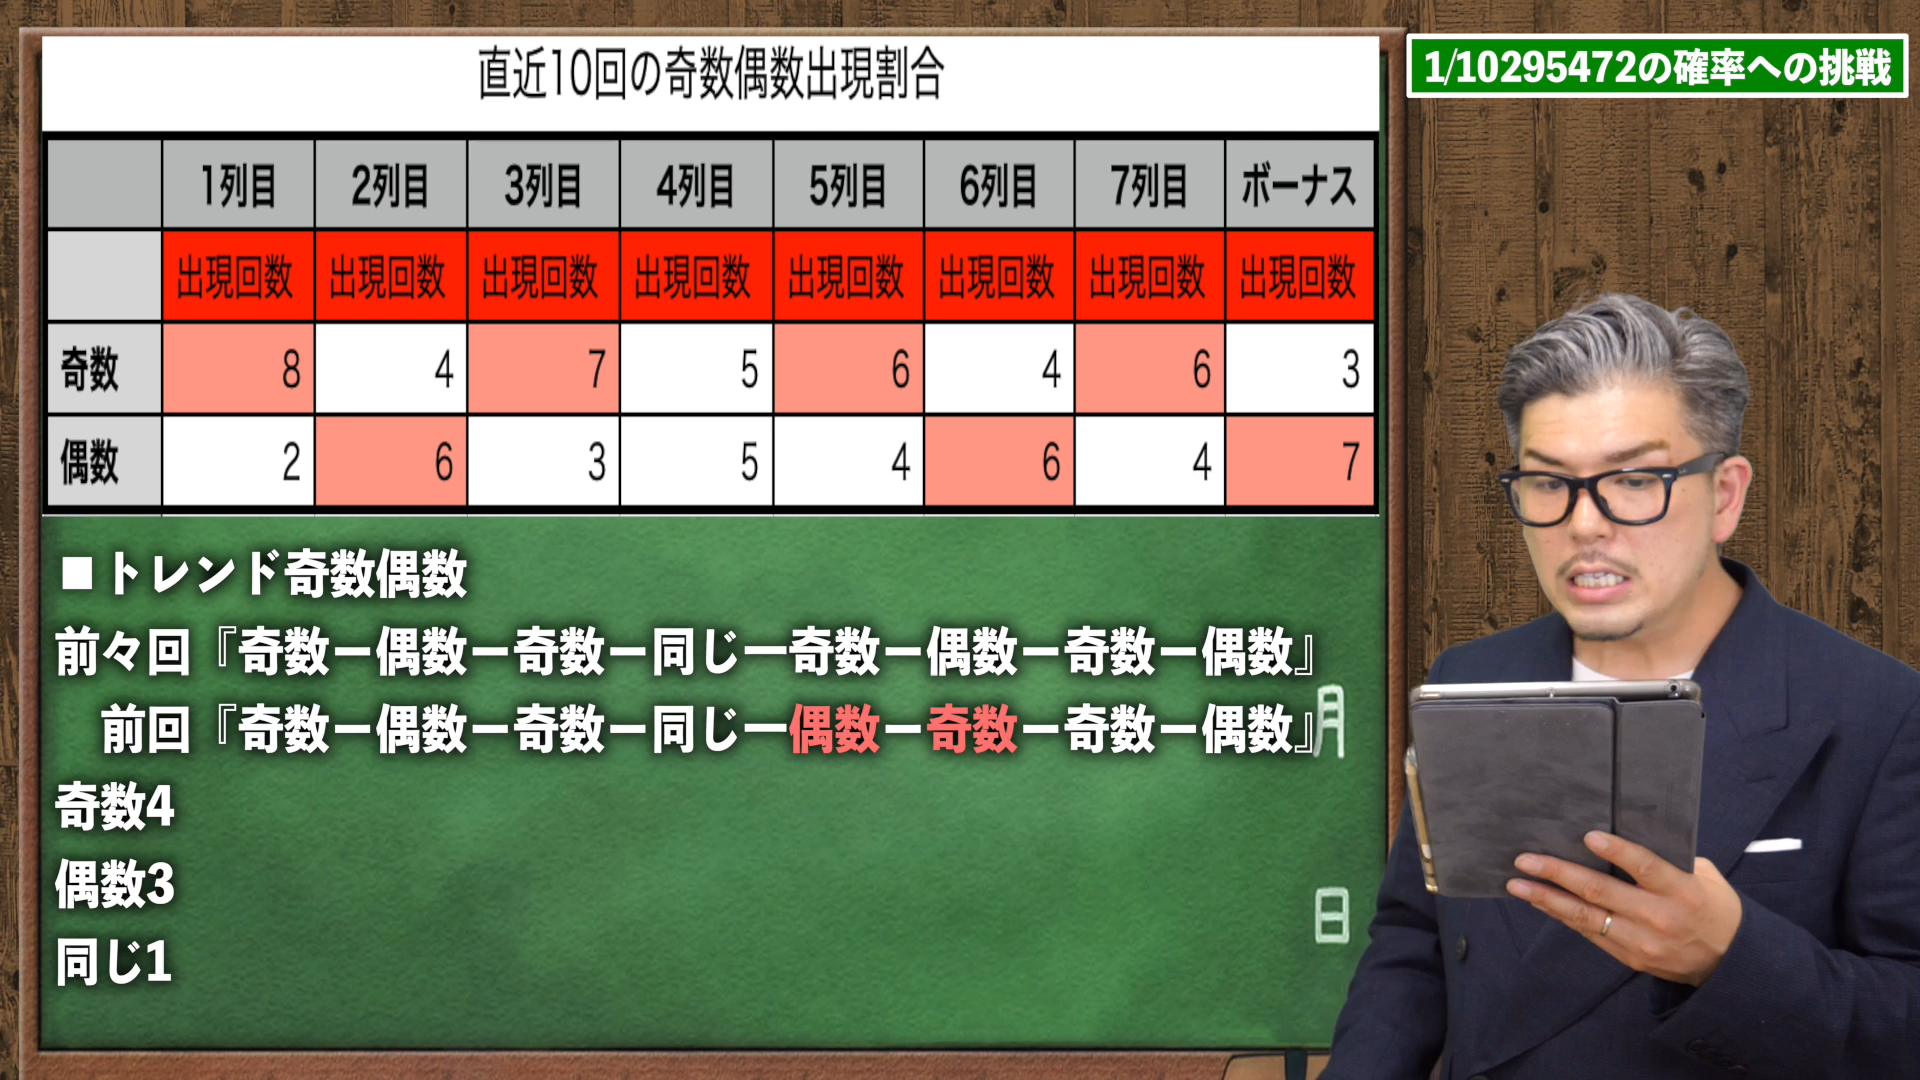 直近10回の奇数偶数出現割合
1/10295472の確率への挑戦
1列目 2列目 3列目 4列目 5列目 6列目 7列目 ボーナス
出現回数 出現回数 出現回数 出現回数 出現回数 出現回数 出現回数 出現回数
奇数 8 4 7 5 6 4 6 3
偶数 2 6 3 5 4 6 4 7
■トレンド奇数偶数
前々回『奇数ー偶数ー奇数ー同じー奇数ー偶数ー奇数ー偶数』
前回『奇数ー偶数ー奇数ー同じー偶数ー奇数ー奇数ー偶数』
月
奇数4
偶数3
日
同じ1